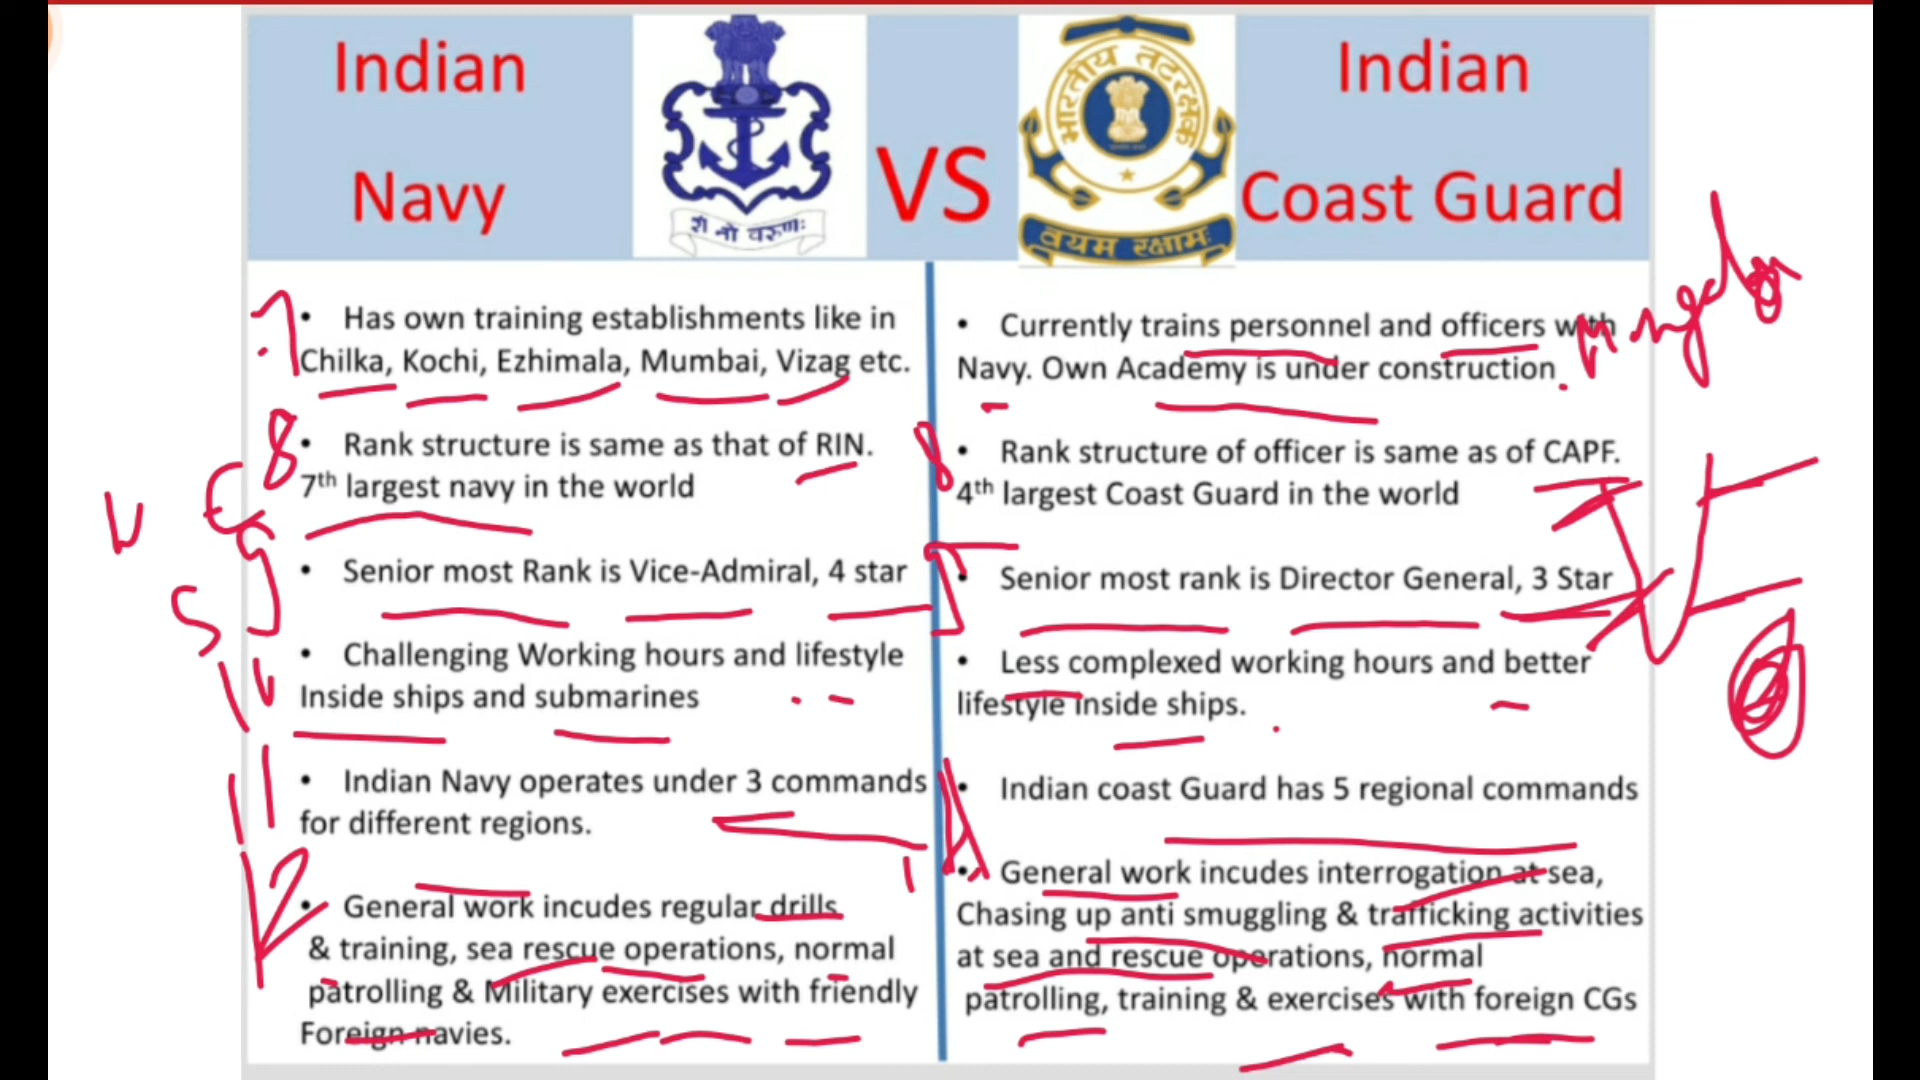 Indian
Navy
शं नो वरुणः
VS
भारतीय तटरक्षक
वयम रक्षामः
Indian
Coast Guard
• Has own training establishments like in
Chilka, Kochi, Ezhimala, Mumbai, Vizag etc.
• Rank structure is same as that of RIN.
7th largest navy in the world
• Senior most Rank is Vice-Admiral, 4 star
• Challenging Working hours and lifestyle
Inside ships and submarines
• Indian Navy operates under 3 commands
for different regions.
• General work incudes regular drills
& training, sea rescue operations, normal
patrolling & Military exercises with friendly
Foreign navies.
• Currently trains personnel and officers with
Navy. Own Academy is under construction
• Rank structure of officer is same as of CAPF.
4th largest Coast Guard in the world
• Senior most rank is Director General, 3 Star
• Less complexed working hours and better
lifestyle inside ships.
• Indian coast Guard has 5 regional commands
• General work incudes interrogation at sea,
Chasing up anti smuggling & trafficking activities
at sea and rescue operations, normal
patrolling, training & exercises with foreign CGs